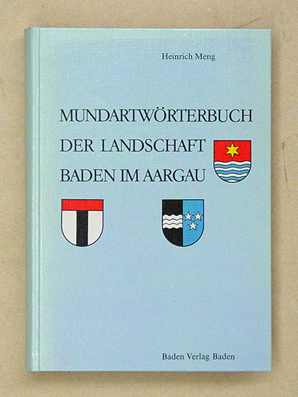 Heinrich Meng
MUNDARTWÖRTERBUCH
DER LANDSCHAFT
BADEN IM AARGAU
Baden Verlag Baden